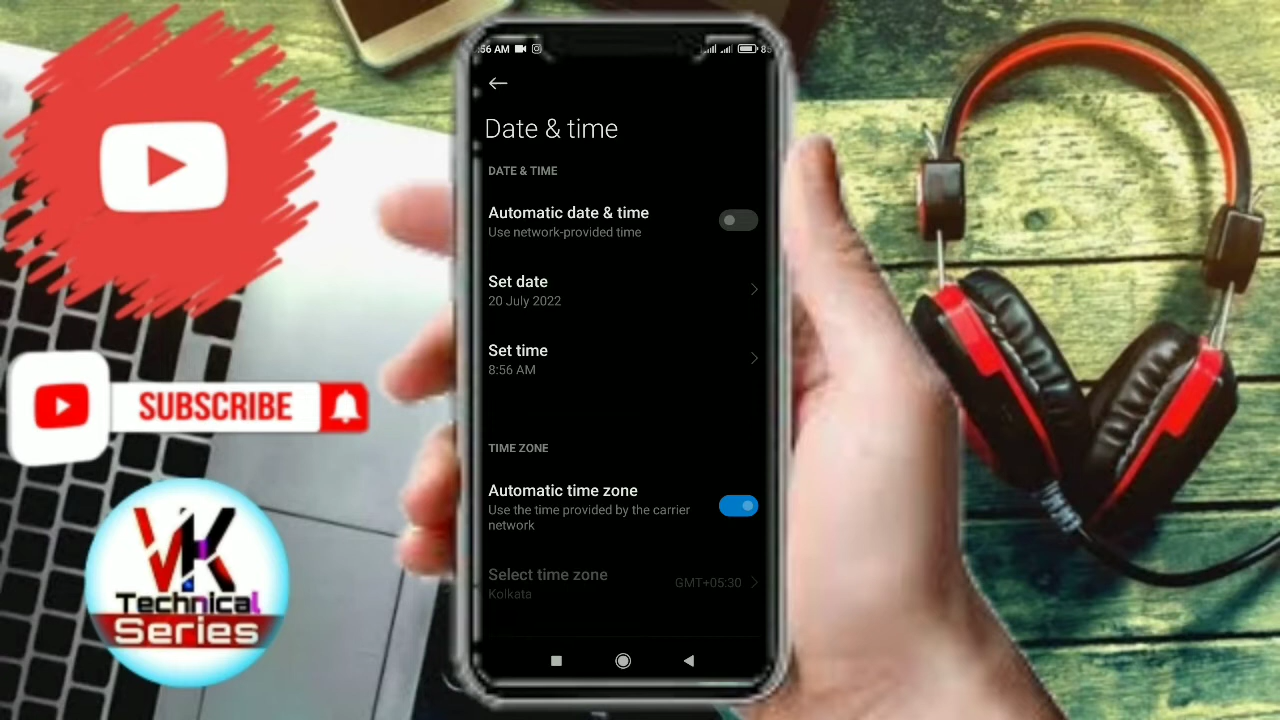 :56 AM
85
Date & time
DATE & TIME
Automatic date & time
Use network-provided time
Set date
20 July 2022
Set time
8:56 AM
SUBSCRIBE
TIME ZONE
Automatic time zone
Use the time provided by the carrier
network
Select time zone
GMT+05:30
Kolkata
VK
Technical
Series